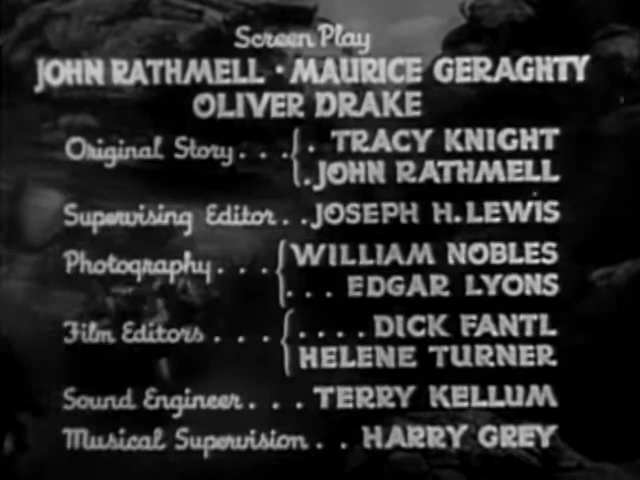 Screen Play
JOHN RATHMELL · MAURICE GERAGHTY
OLIVER DRAKE
Original Story . . . { . TRACY KNIGHT
. JOHN RATHMELL
Supervising Editor . . JOSEPH H. LEWIS
Photography . . . { WILLIAM NOBLES
. . . EDGAR LYONS
Film Editors . . . { . . . . DICK FANTL
HELENE TURNER
Sound Engineer . . . TERRY KELLUM
Musical Supervision . . HARRY GREY